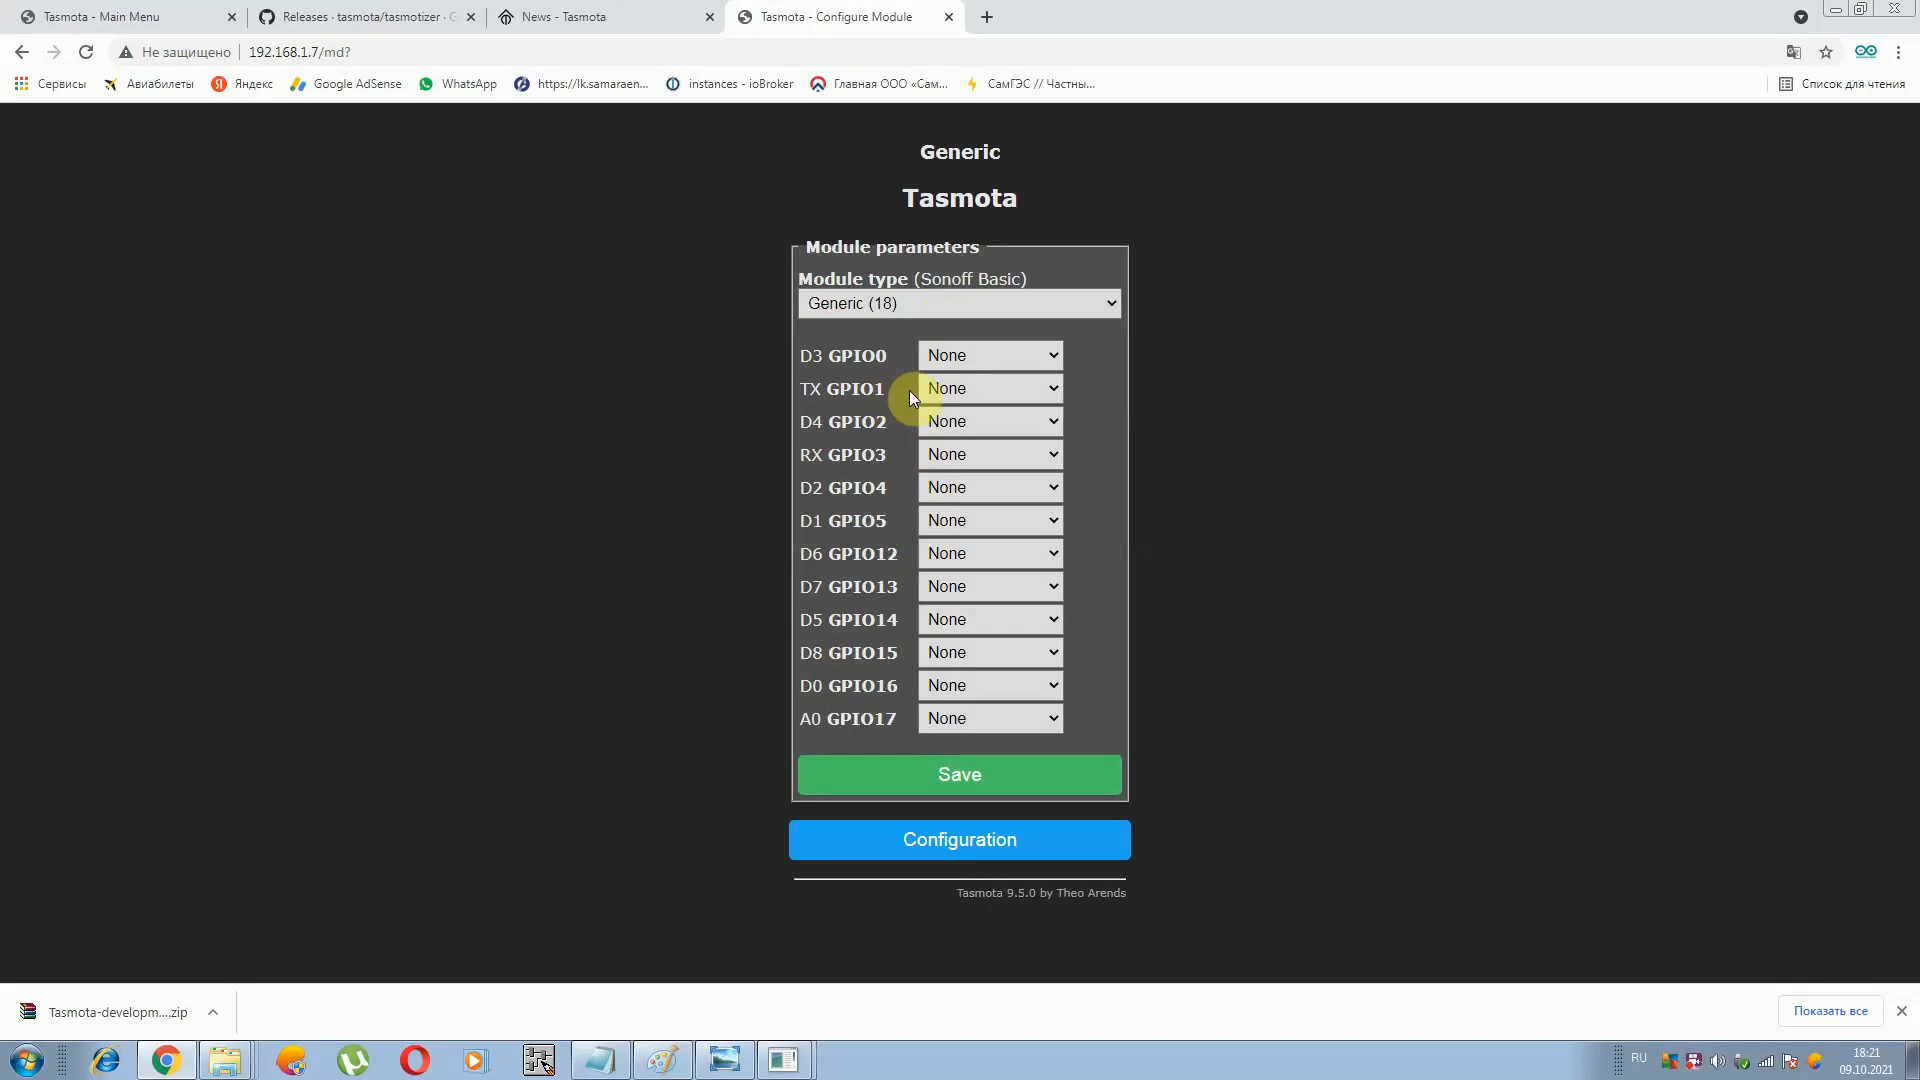 Tasmota - Main Menu
Releases · tasmota/tasmotizer · G
News - Tasmota
Tasmota - Configure Module
Не защищено
192.168.1.7/md?
Сервисы
Авиабилеты
Яндекс
Google AdSense
WhatsApp
https://lk.samaraen...
instances - ioBroker
Главная ООО «Сам...
СамГЭС // Частны...
Список для чтения
Generic
Tasmota
Module parameters
Module type (Sonoff Basic)
Generic (18)
D3 GPIO0 None
TX GPIO1 None
D4 GPIO2 None
RX GPIO3 None
D2 GPIO4 None
D1 GPIO5 None
D6 GPIO12 None
D7 GPIO13 None
D5 GPIO14 None
D8 GPIO15 None
D0 GPIO16 None
A0 GPIO17 None
Save
Configuration
Tasmota 9.5.0 by Theo Arends
Tasmota-developm....zip
Показать все
RU
18:21
09.10.2021